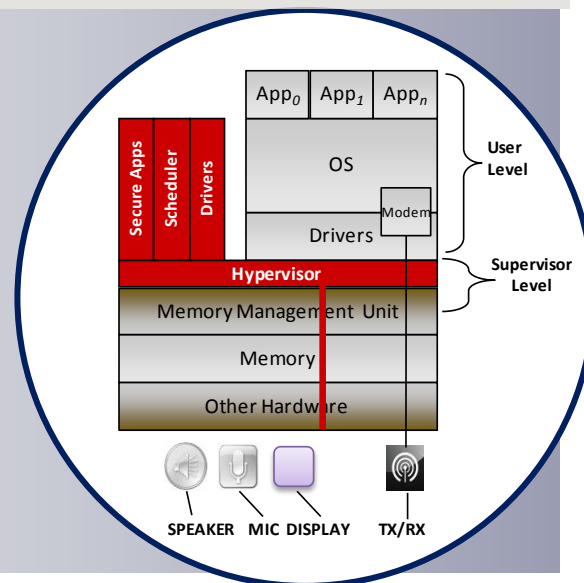 App0 App1 Appn
Secure Apps
Scheduler
Drivers
OS
User
Level
Modem
Drivers
Hypervisor
Supervisor
Level
Memory Management Unit
Memory
Other Hardware
SPEAKER MIC DISPLAY TX/RX